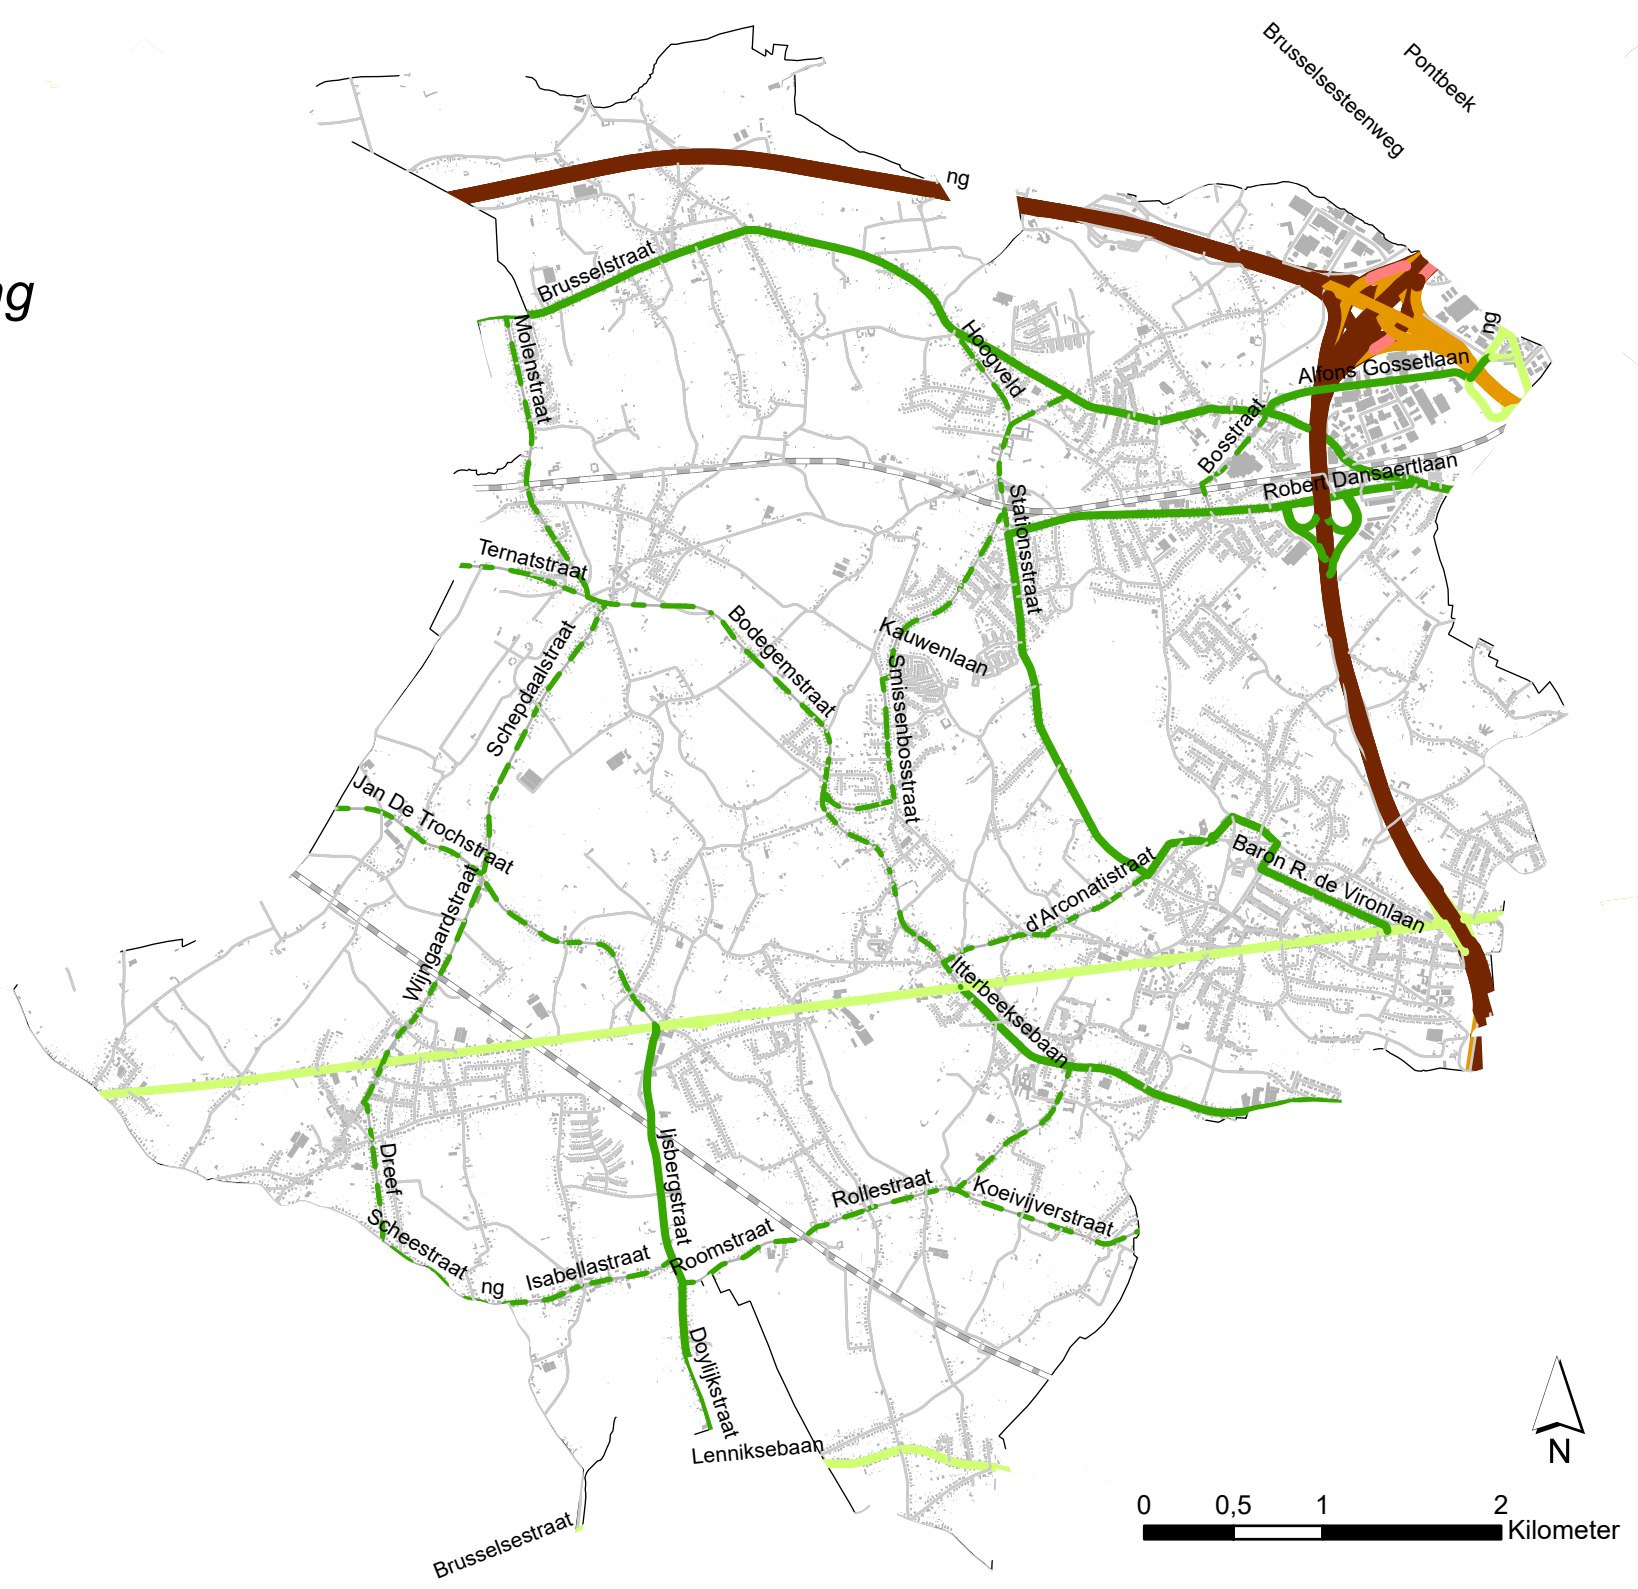 Brusselsesteenweg
Pontbeek
ng
ng
Brusselstraat
ng
Molenstraat
Hoogveld
Alfons Gossetlaan
Bosstraat
Robert Dansaertlaan
Stationsstraat
Ternatstraat
Bodegemstraat
Kauwenlaan
Schepdaalstraat
Smissenbosstraat
Jan De Trochstraat
Baron R. de Vironlaan
d'Arconatistraat
Wijngaardstraat
Itterbeeksebaan
Ijsbergstraat
Dreef
Rollestraat
Koeivijverstraat
Scheestraat
Roomstraat
Isabellastraat
ng
Doylijkstraat
Lenniksebaan
Brusselsestraat
N
0 0,5 1 2
Kilometer